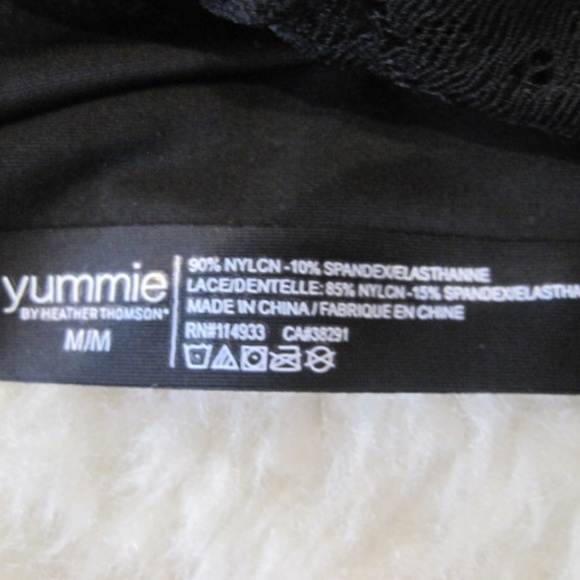 yummie
BY HEATHER THOMSON®
M/M
90% NYLON -10% SPANDEX/ELASTHANNE
LACE/DENTELLE: 85% NYLON -15% SPANDEX/ELASTHA
MADE IN CHINA / FABRIQUE EN CHINE
RN#114933 CA#38291